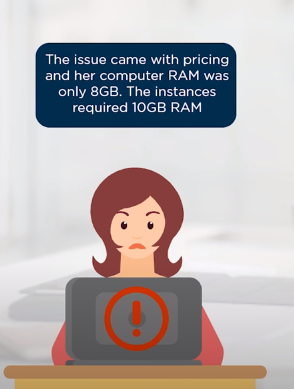 The issue came with pricing
and her computer RAM was
only 8GB. The instances
required 10GB RAM